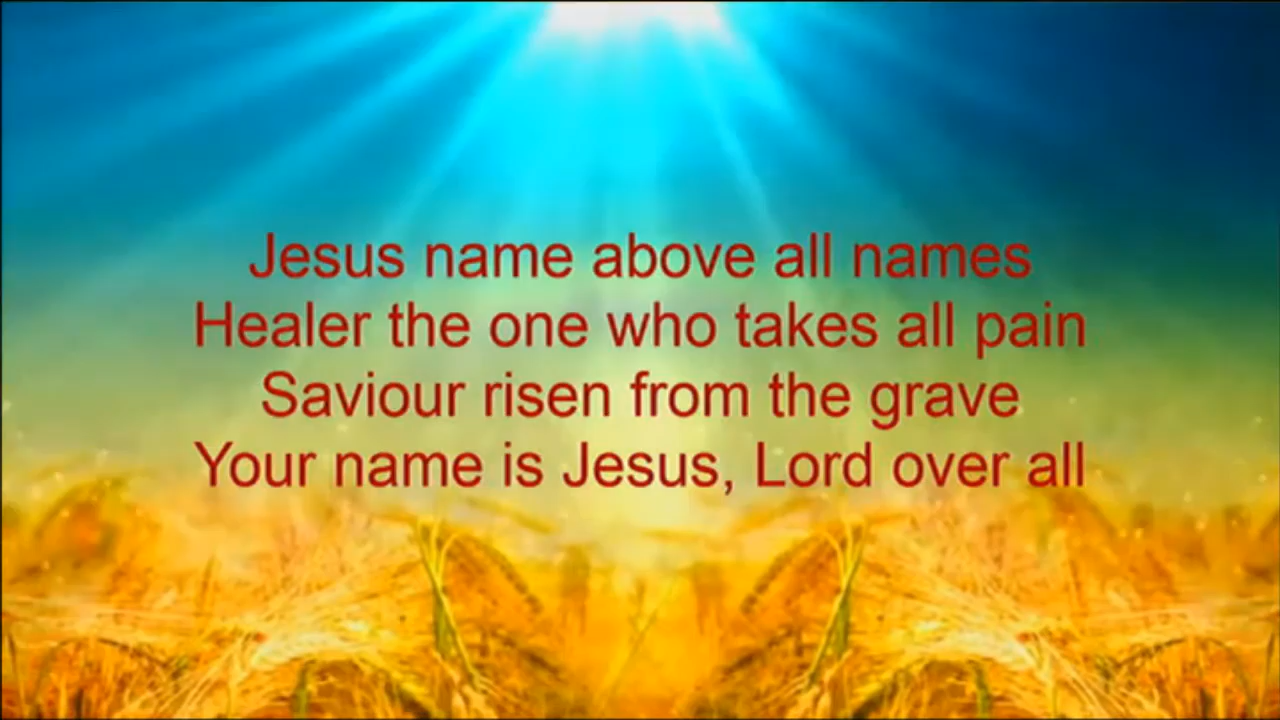 Jesus name above all names
Healer the one who takes all pain
Saviour risen from the grave
Your name is Jesus, Lord over all